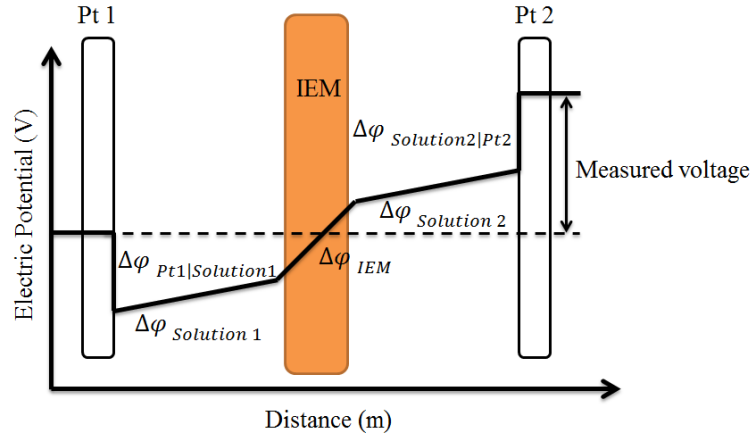 Pt 1
Pt 2
IEM
Electric Potential (V)
Δφ Solution2|Pt2
Measured voltage
Δφ Solution 2
Δφ Pt1|Solution1
Δφ IEM
Δφ Solution 1
Distance (m)